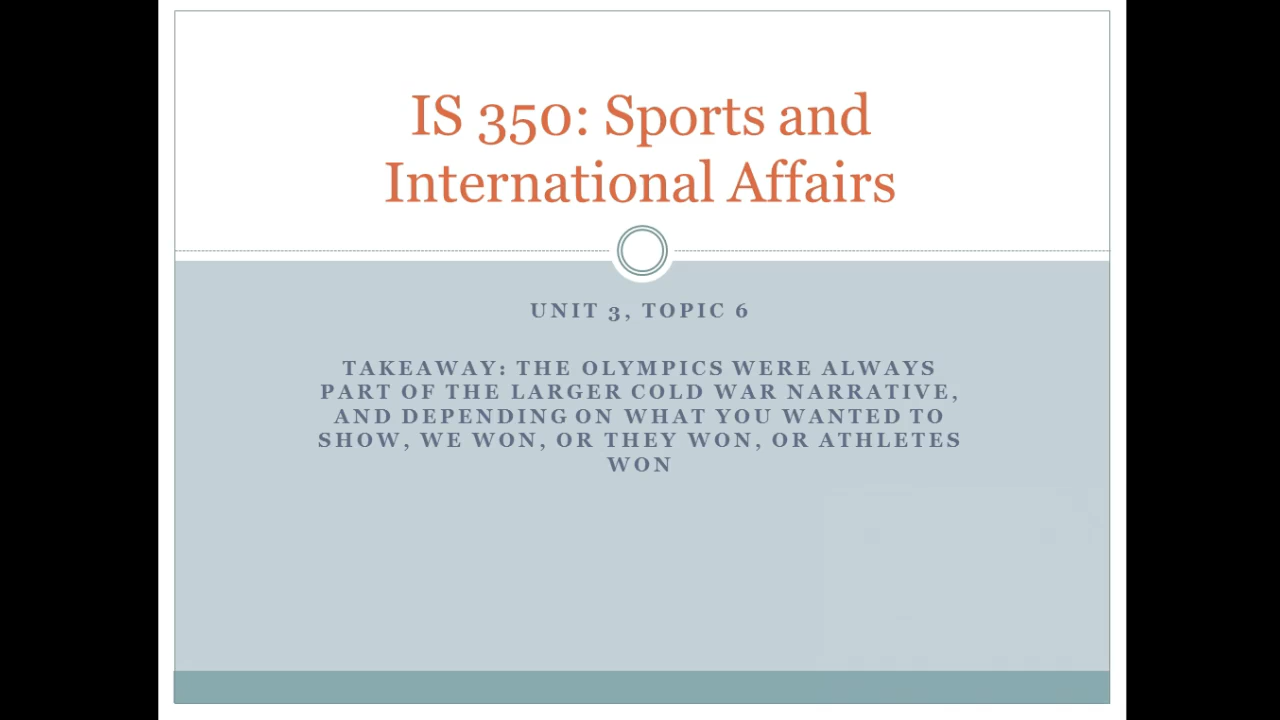 IS 350: Sports and
International Affairs
UNIT 3, TOPIC 6
TAKEAWAY: THE OLYMPICS WERE ALWAYS
PART OF THE LARGER COLD WAR NARRATIVE,
AND DEPENDING ON WHAT YOU WANTED TO
SHOW, WE WON, OR THEY WON, OR ATHLETES
WON